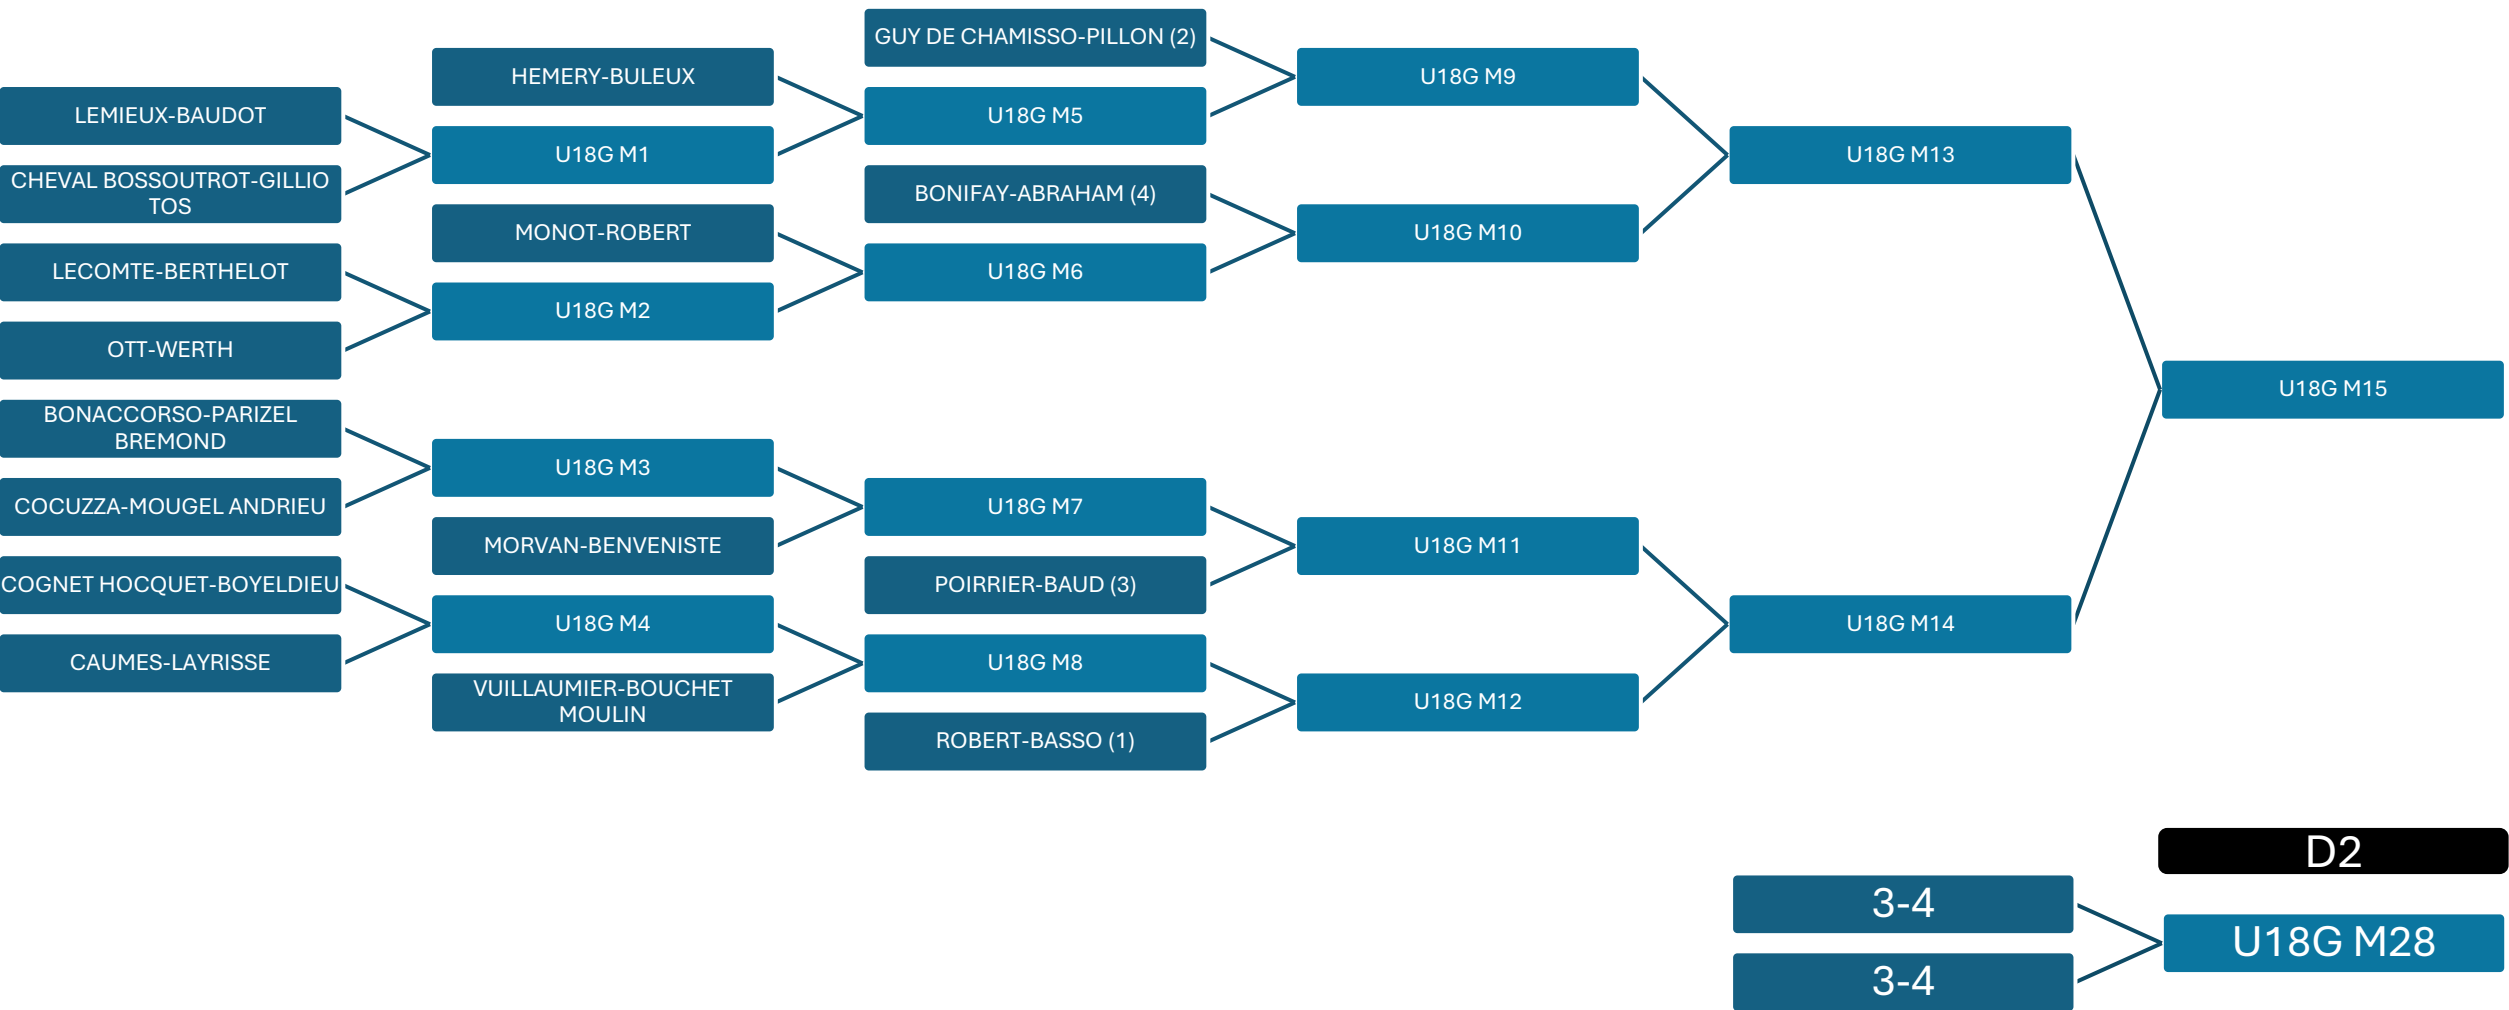 GUY DE CHAMISSO-PILLON (2)
HEMERY-BULEUX
U18G M9
LEMIEUX-BAUDOT
U18G M5
U18G M1
U18G M13
CHEVAL BOSSOUTROT-GILLIO
TOS
BONIFAY-ABRAHAM (4)
MONOT-ROBERT
U18G M10
LECOMTE-BERTHELOT
U18G M6
U18G M2
OTT-WERTH
U18G M15
BONACCORSO-PARIZEL
BREMOND
U18G M3
COCUZZA-MOUGEL ANDRIEU
U18G M7
MORVAN-BENVENISTE
U18G M11
COGNET HOCQUET-BOYELDIEU
POIRRIER-BAUD (3)
U18G M4
U18G M14
CAUMES-LAYRISSE
U18G M8
VUILLAUMIER-BOUCHET
MOULIN
U18G M12
ROBERT-BASSO (1)
D2
3-4
U18G M28
3-4